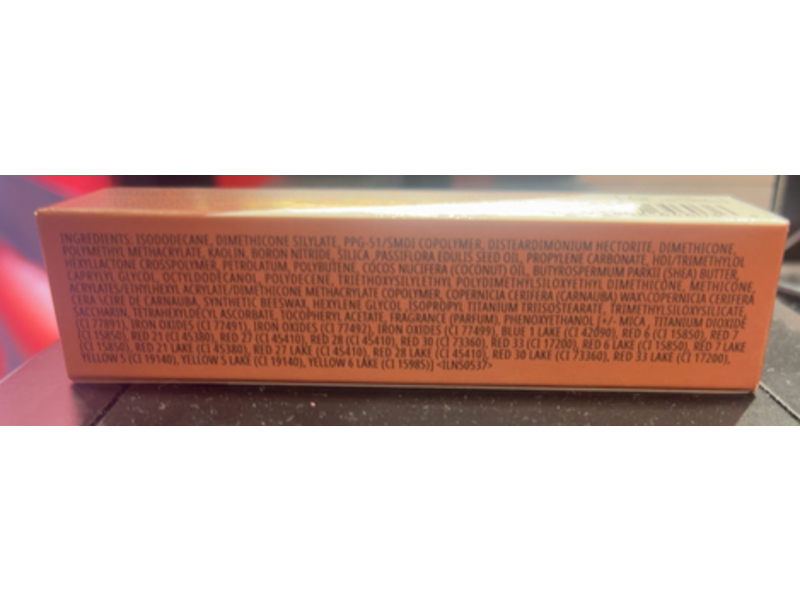 INGREDIENTS: ISODODECANE, DIMETHICONE SILYLATE, PPG-51/SMDI COPOLYMER, DISTEARDIMONIUM HECTORITE, DIMETHICONE,
POLYMETHYL METHACRYLATE, KAOLIN, BORON NITRIDE, SILICA, PASSIFLORA EDULIS SEED OIL, PROPYLENE CARBONATE, HDI/TRIMETHYLOL
HEXYLLACTONE CROSSPOLYMER, PETROLATUM, POLYBUTENE, COCOS NUCIFERA (COCONUT) OIL, BUTYROSPERMUM PARKII (SHEA) BUTTER,
CAPRYLYL GLYCOL, OCTYLDODECANOL, POLYDECENE, TRIETHOXYSILYLETHYL POLYDIMETHYLSILOXYETHYL DIMETHICONE, METHICONE,
ACRYLATES/ETHYLHEXYL ACRYLATE/DIMETHICONE METHACRYLATE COPOLYMER, COPERNICIA CERIFERA (CARNAUBA) WAX\COPERNICIA CERIFERA
CERA \CIRE DE CARNAUBA, SYNTHETIC BEESWAX, HEXYLENE GLYCOL, ISOPROPYL TITANIUM TRIISOSTEARATE, TRIMETHYLSILOXYSILICATE,
SACCHARIN, TETRAHEXYLDECYL ASCORBATE, TOCOPHERYL ACETATE, FRAGRANCE (PARFUM), PHENOXYETHANOL [+/- MICA, TITANIUM DIOXIDE
(CI 77891), IRON OXIDES (CI 77491), IRON OXIDES (CI 77492), IRON OXIDES (CI 77499), BLUE 1 LAKE (CI 42090), RED 6 (CI 15850), RED 7
(CI 15850), RED 21 (CI 45380), RED 27 (CI 45410), RED 28 (CI 45410), RED 30 (CI 73360), RED 33 (CI 17200), RED 6 LAKE (CI 15850), RED 7 LAKE
(CI 15850), RED 21 LAKE (CI 45380), RED 27 LAKE (CI 45410), RED 28 LAKE (CI 45410), RED 30 LAKE (CI 73360), RED 33 LAKE (CI 17200),
YELLOW 5 (CI 19140), YELLOW 5 LAKE (CI 19140), YELLOW 6 LAKE (CI 15985)] <ILN50537>